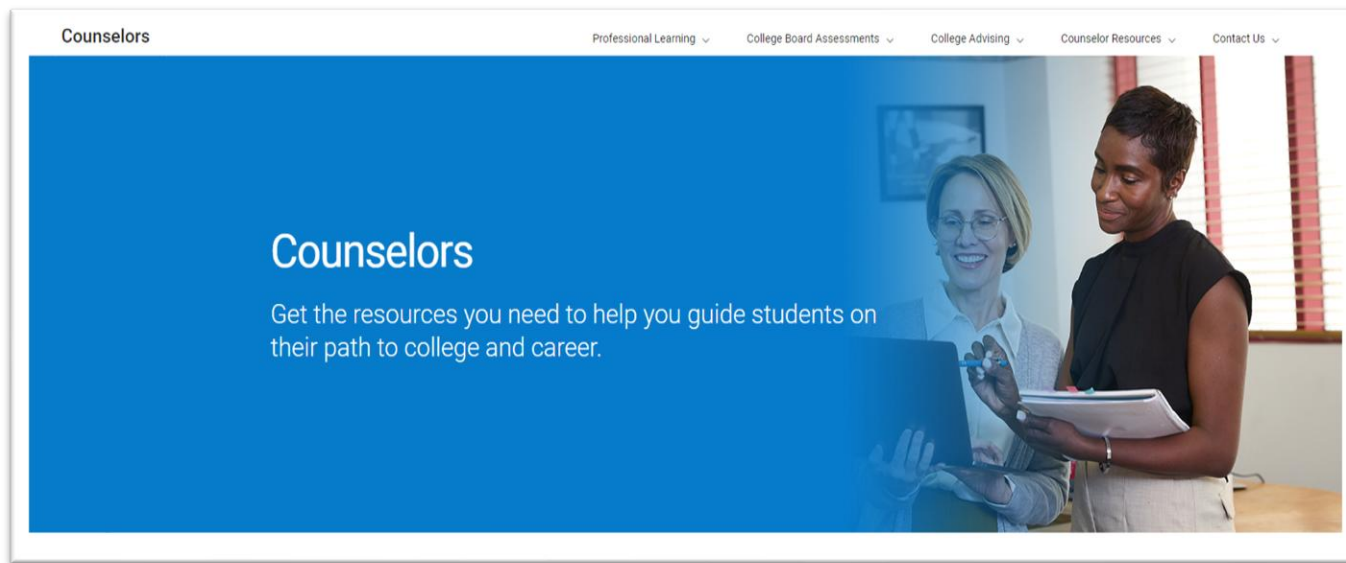 Counselors
Professional Learning
College Board Assessments
College Advising
Counselor Resources
Contact Us
Counselors
Get the resources you need to help you guide students on
their path to college and career.